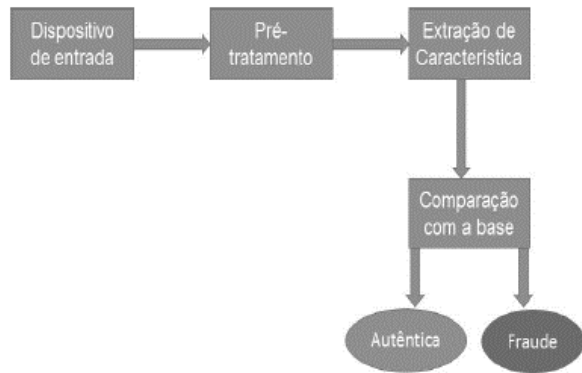 Dispositivo
de entrada
Pré-
tratamento
Extração de
Característica
Comparação
com a base
Autêntica
Fraude